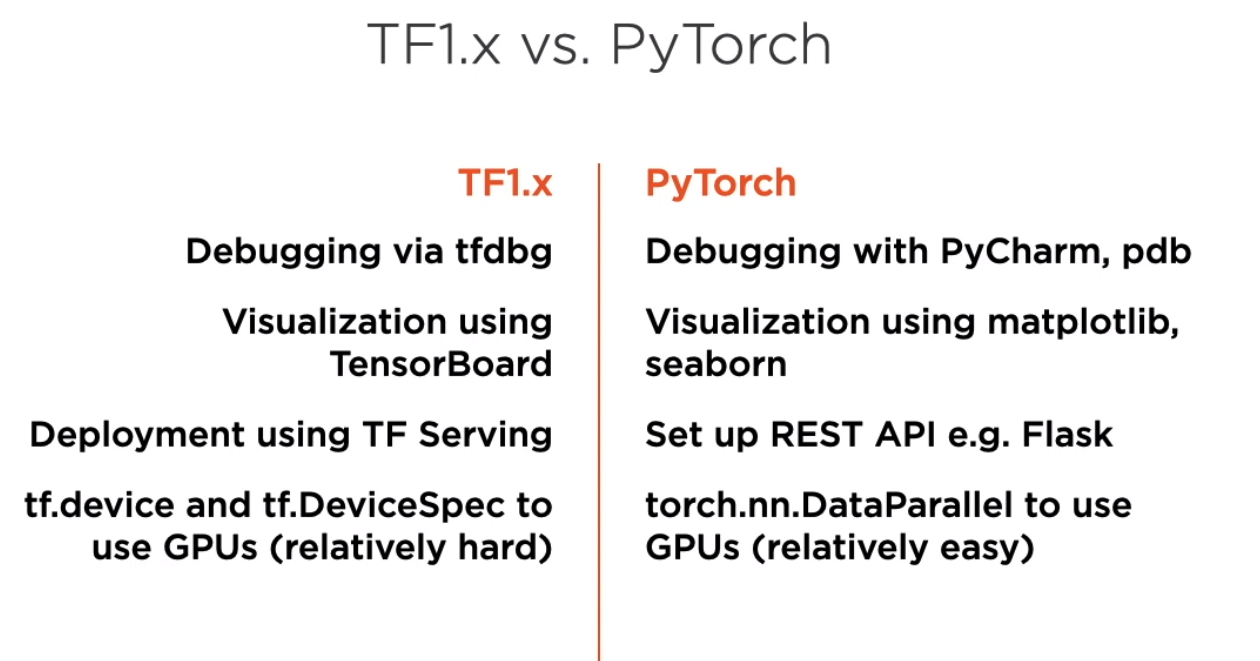 TF1.x vs. PyTorch
TF1.x
Debugging via tfdbg
Visualization using
TensorBoard
Deployment using TF Serving
tf.device and tf.DeviceSpec to
use GPUs (relatively hard)
PyTorch
Debugging with PyCharm, pdb
Visualization using matplotlib,
seaborn
Set up REST API e.g. Flask
torch.nn.DataParallel to use
GPUs (relatively easy)